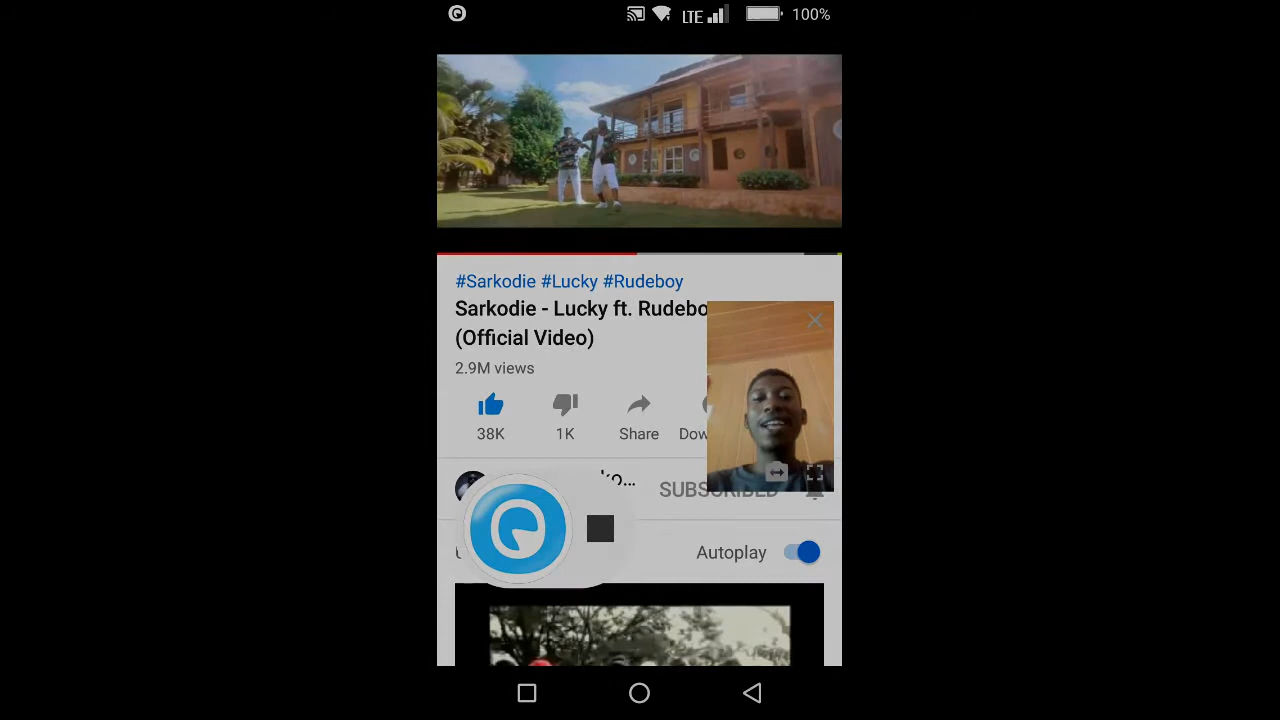 LTE 100%
#Sarkodie #Lucky #Rudeboy
Sarkodie - Lucky ft. Rudebo
(Official Video)
2.9M views
38K 1K Share Dow
ko... SUBSCRIBED
Autoplay